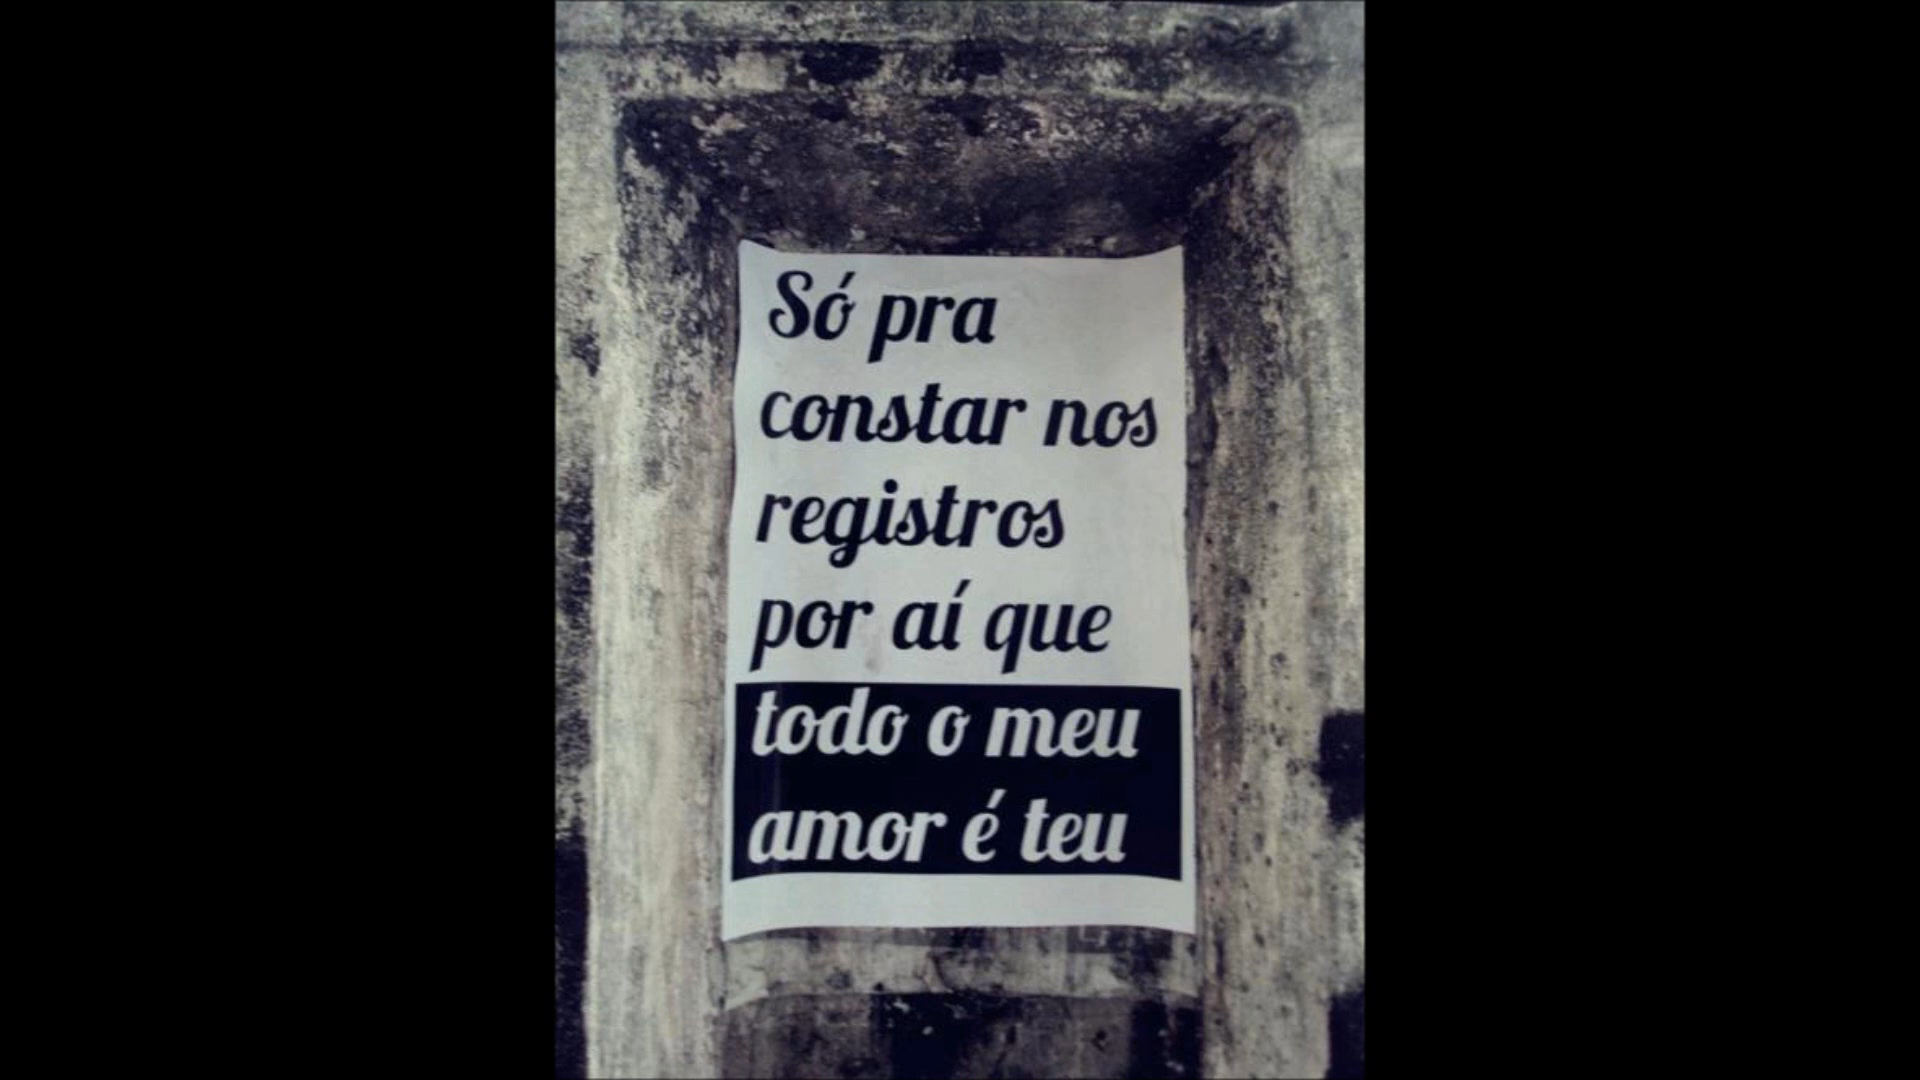 Só pra
constar nos
registros
por aí que
todo o meu
amor é teu